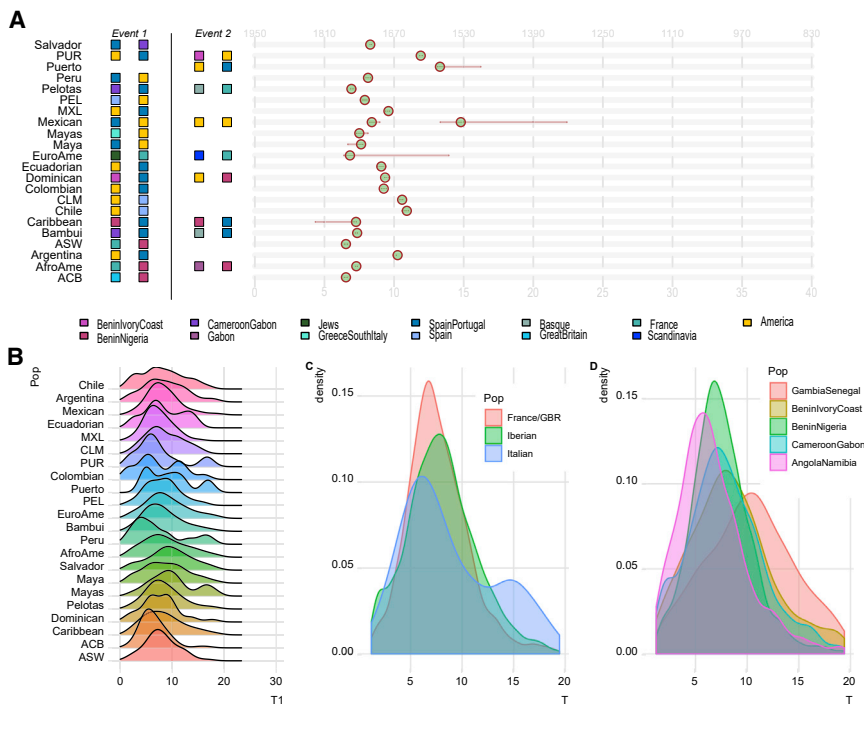 A
Event 1 Event 2
1950 1810 1670 1530 1390 1250 1110 970 830
Salvador
PUR
Puerto
Peru
Pelotas
PEL
MXL
Mexican
Mayas
Maya
EuroAme
Ecuadorian
Dominican
Colombian
CLM
Chile
Caribbean
Bambui
ASW
Argentina
AfroAme
ACB
0 5 10 15 20 25 30 35 40
BeninIvoryCoast CameroonGabon Jews SpainPortugal Basque France America
BeninNigeria Gabon GreeceSouthItaly Spain GreatBritain Scandinavia
B
Pop
Chile
Argentina
Mexican
Ecuadorian
MXL
CLM
PUR
Colombian
Puerto
PEL
EuroAme
Bambui
Peru
AfroAme
Salvador
Maya
Mayas
Pelotas
Dominican
Caribbean
ACB
ASW
0 10 20 30
T1
C
density
0.15
0.10
0.05
0.00
Pop
France/GBR
Iberian
Italian
5 10 15 20
T
D
density
0.15
0.10
0.05
0.00
Pop
GambiaSenegal
BeninIvoryCoast
BeninNigeria
CameroonGabon
AngolaNamibia
5 10 15 20
T